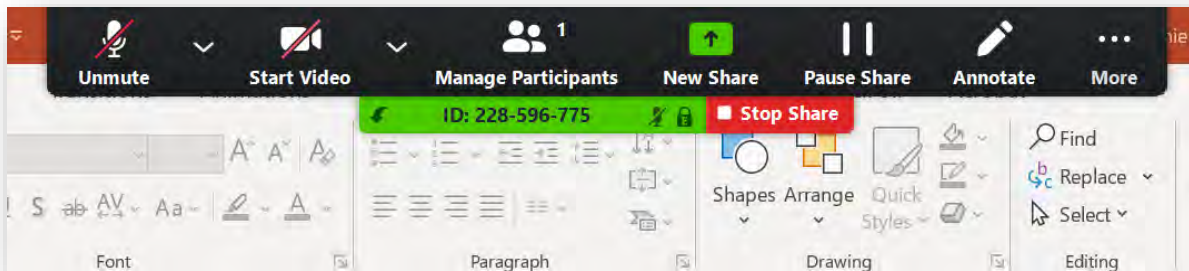 1
Unmute Start Video Manage Participants New Share Pause Share Annotate More
ID: 228-596-775 Stop Share
Find
Replace
Shapes Arrange Quick
Styles
Select
Font Paragraph Drawing Editing